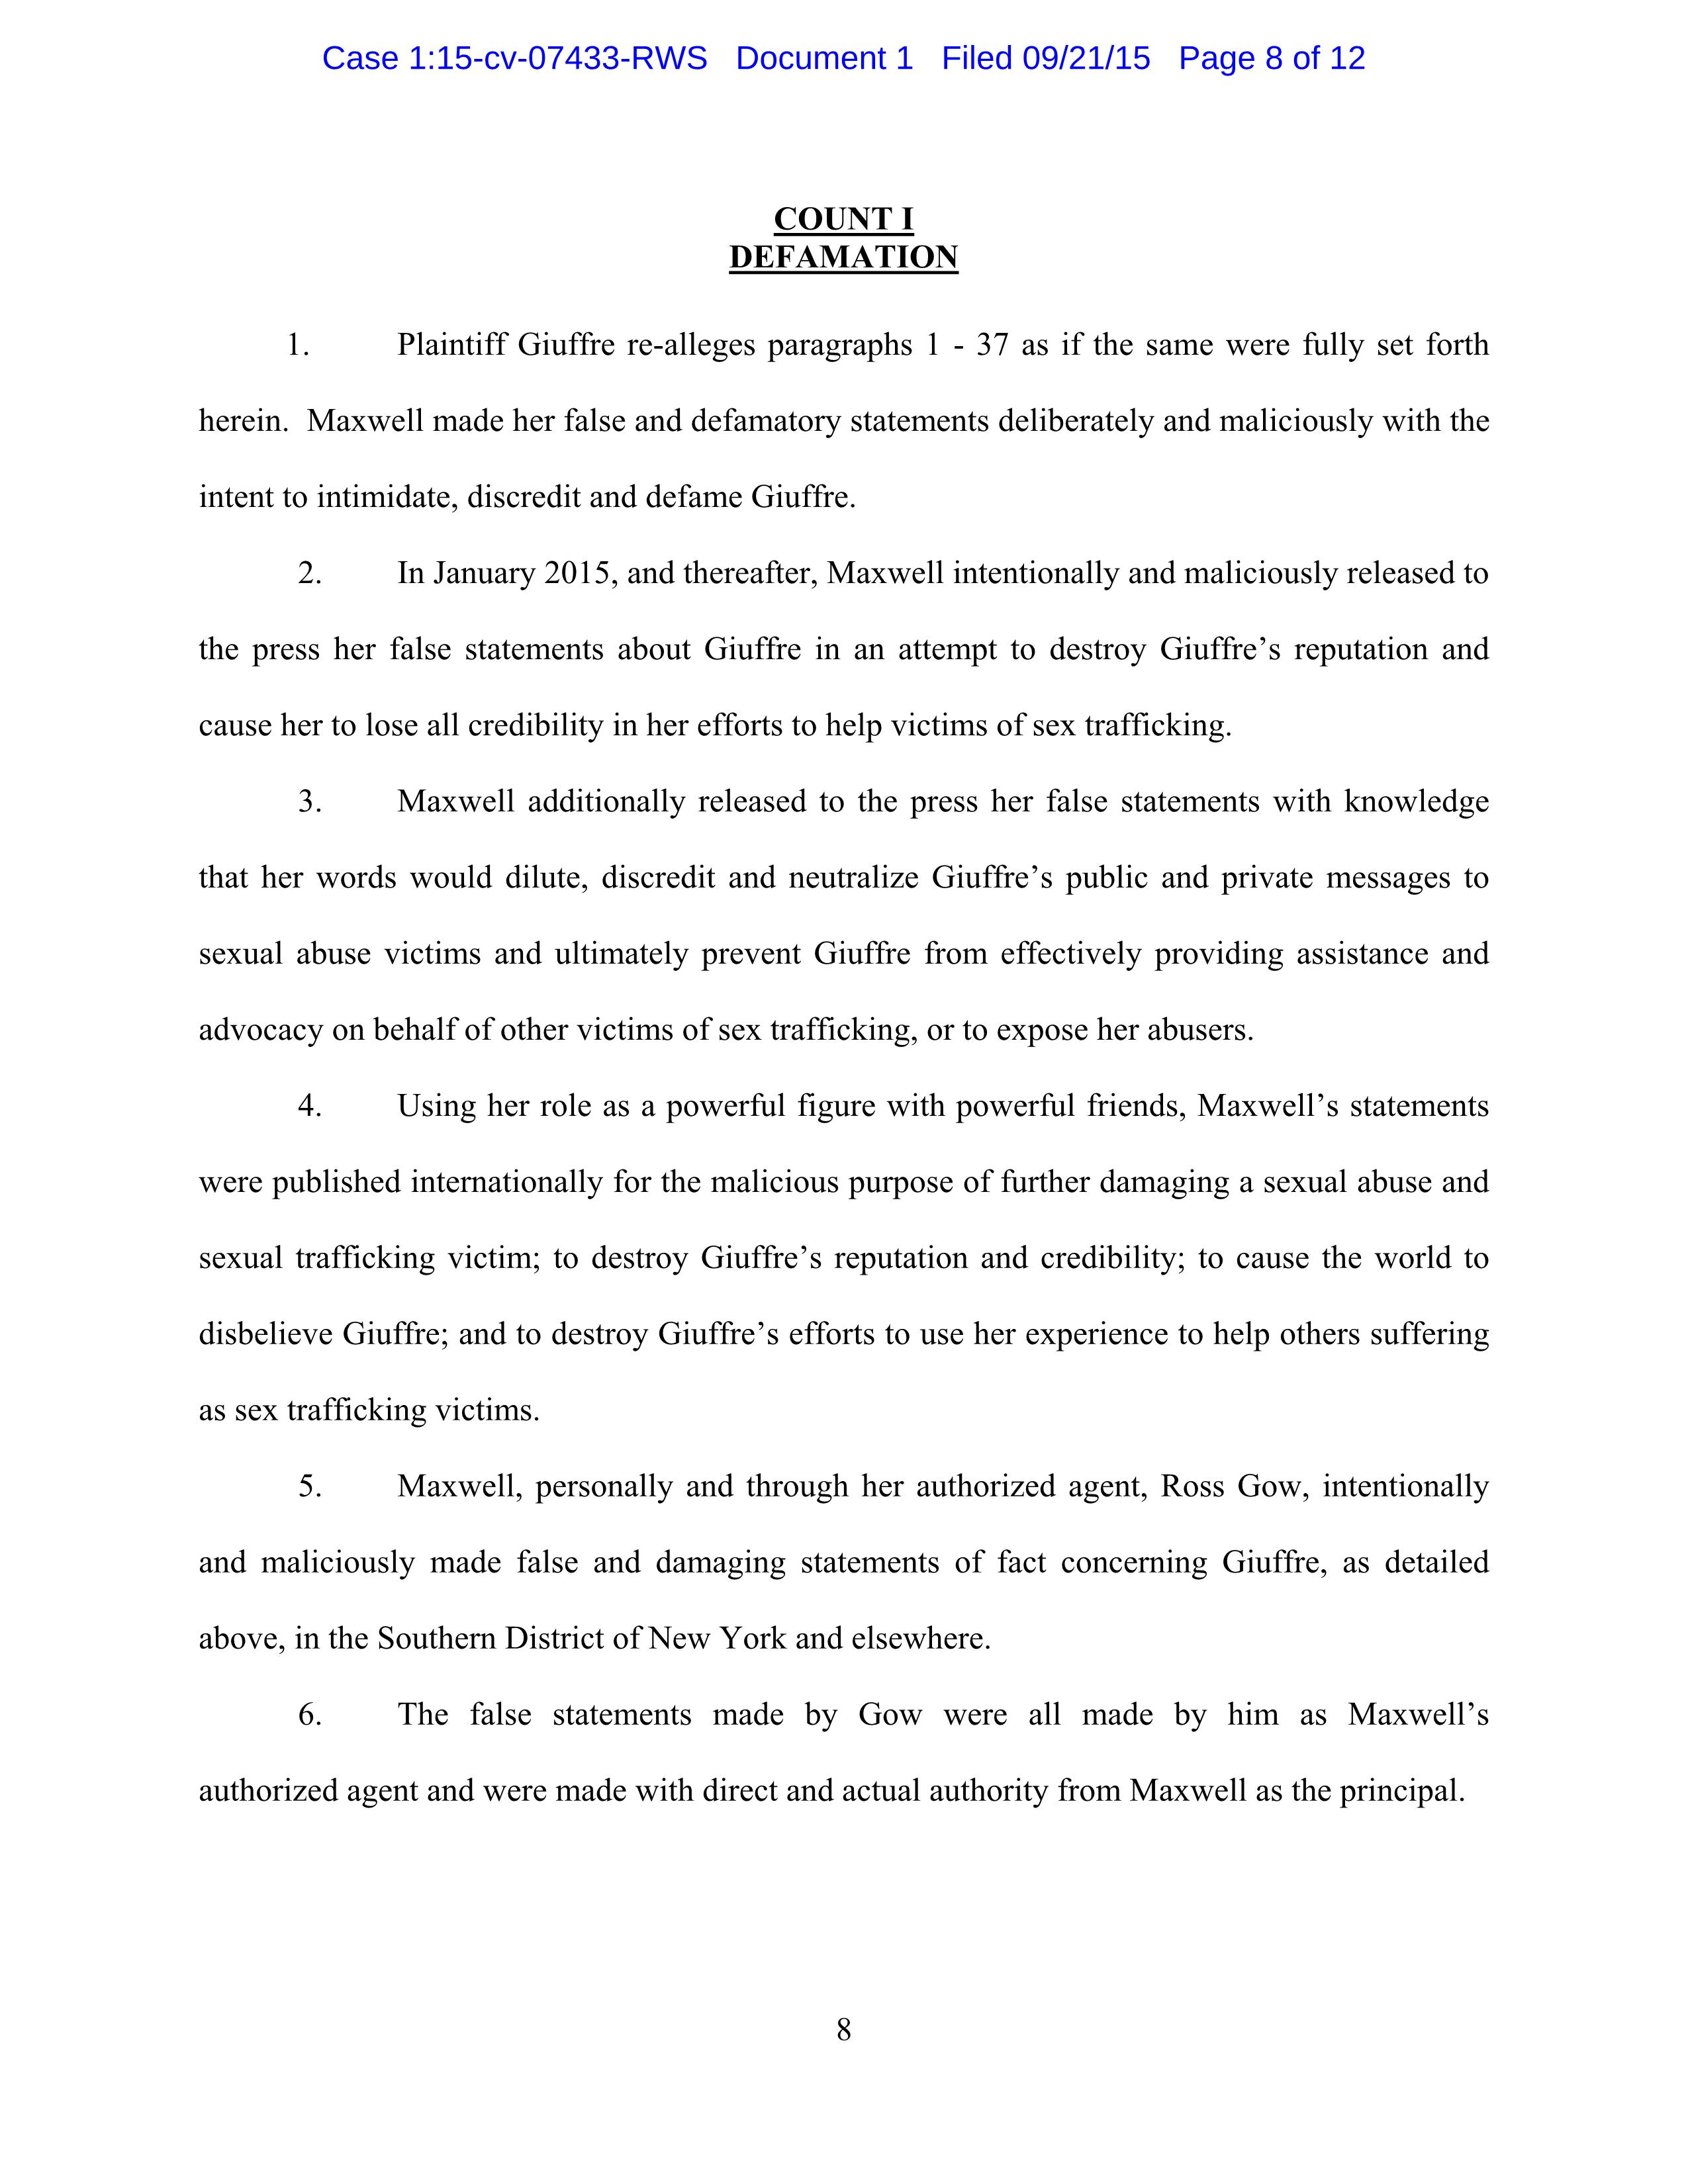 Case 1:15-cv-07433-RWS Document 1 Filed 09/21/15 Page 8 of 12
COUNT I
DEFAMATION
1. Plaintiff Giuffre re-alleges paragraphs 1 - 37 as if the same were fully set forth
herein. Maxwell made her false and defamatory statements deliberately and maliciously with the
intent to intimidate, discredit and defame Giuffre.
2. In January 2015, and thereafter, Maxwell intentionally and maliciously released to
the press her false statements about Giuffre in an attempt to destroy Giuffre’s reputation and
cause her to lose all credibility in her efforts to help victims of sex trafficking.
3. Maxwell additionally released to the press her false statements with knowledge
that her words would dilute, discredit and neutralize Giuffre’s public and private messages to
sexual abuse victims and ultimately prevent Giuffre from effectively providing assistance and
advocacy on behalf of other victims of sex trafficking, or to expose her abusers.
4. Using her role as a powerful figure with powerful friends, Maxwell’s statements
were published internationally for the malicious purpose of further damaging a sexual abuse and
sexual trafficking victim; to destroy Giuffre’s reputation and credibility; to cause the world to
disbelieve Giuffre; and to destroy Giuffre’s efforts to use her experience to help others suffering
as sex trafficking victims.
5. Maxwell, personally and through her authorized agent, Ross Gow, intentionally
and maliciously made false and damaging statements of fact concerning Giuffre, as detailed
above, in the Southern District of New York and elsewhere.
6. The false statements made by Gow were all made by him as Maxwell’s
authorized agent and were made with direct and actual authority from Maxwell as the principal.
8